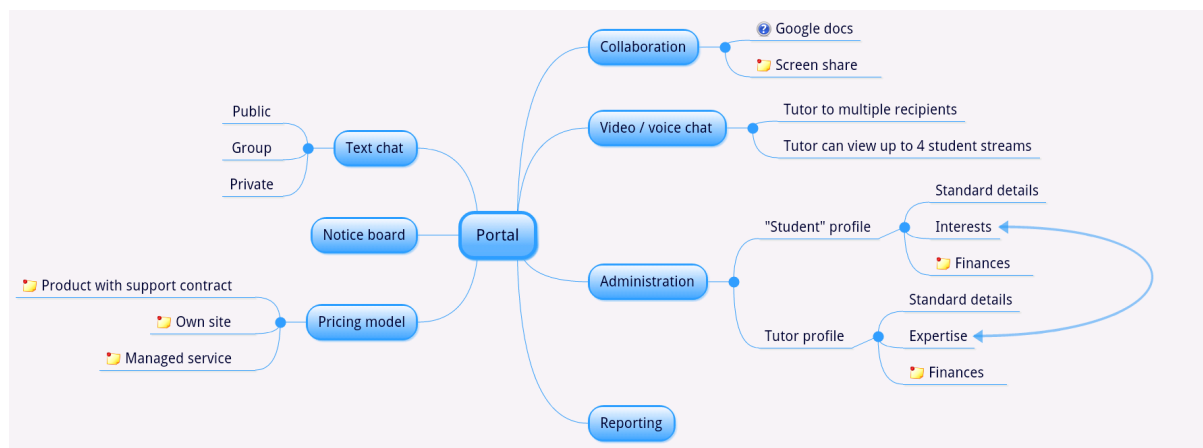 Portal
Collaboration
Google docs
Screen share
Video / voice chat
Tutor to multiple recipients
Tutor can view up to 4 student streams
Administration
"Student" profile
Standard details
Interests
Finances
Tutor profile
Standard details
Expertise
Finances
Reporting
Text chat
Public
Group
Private
Notice board
Pricing model
Product with support contract
Own site
Managed service